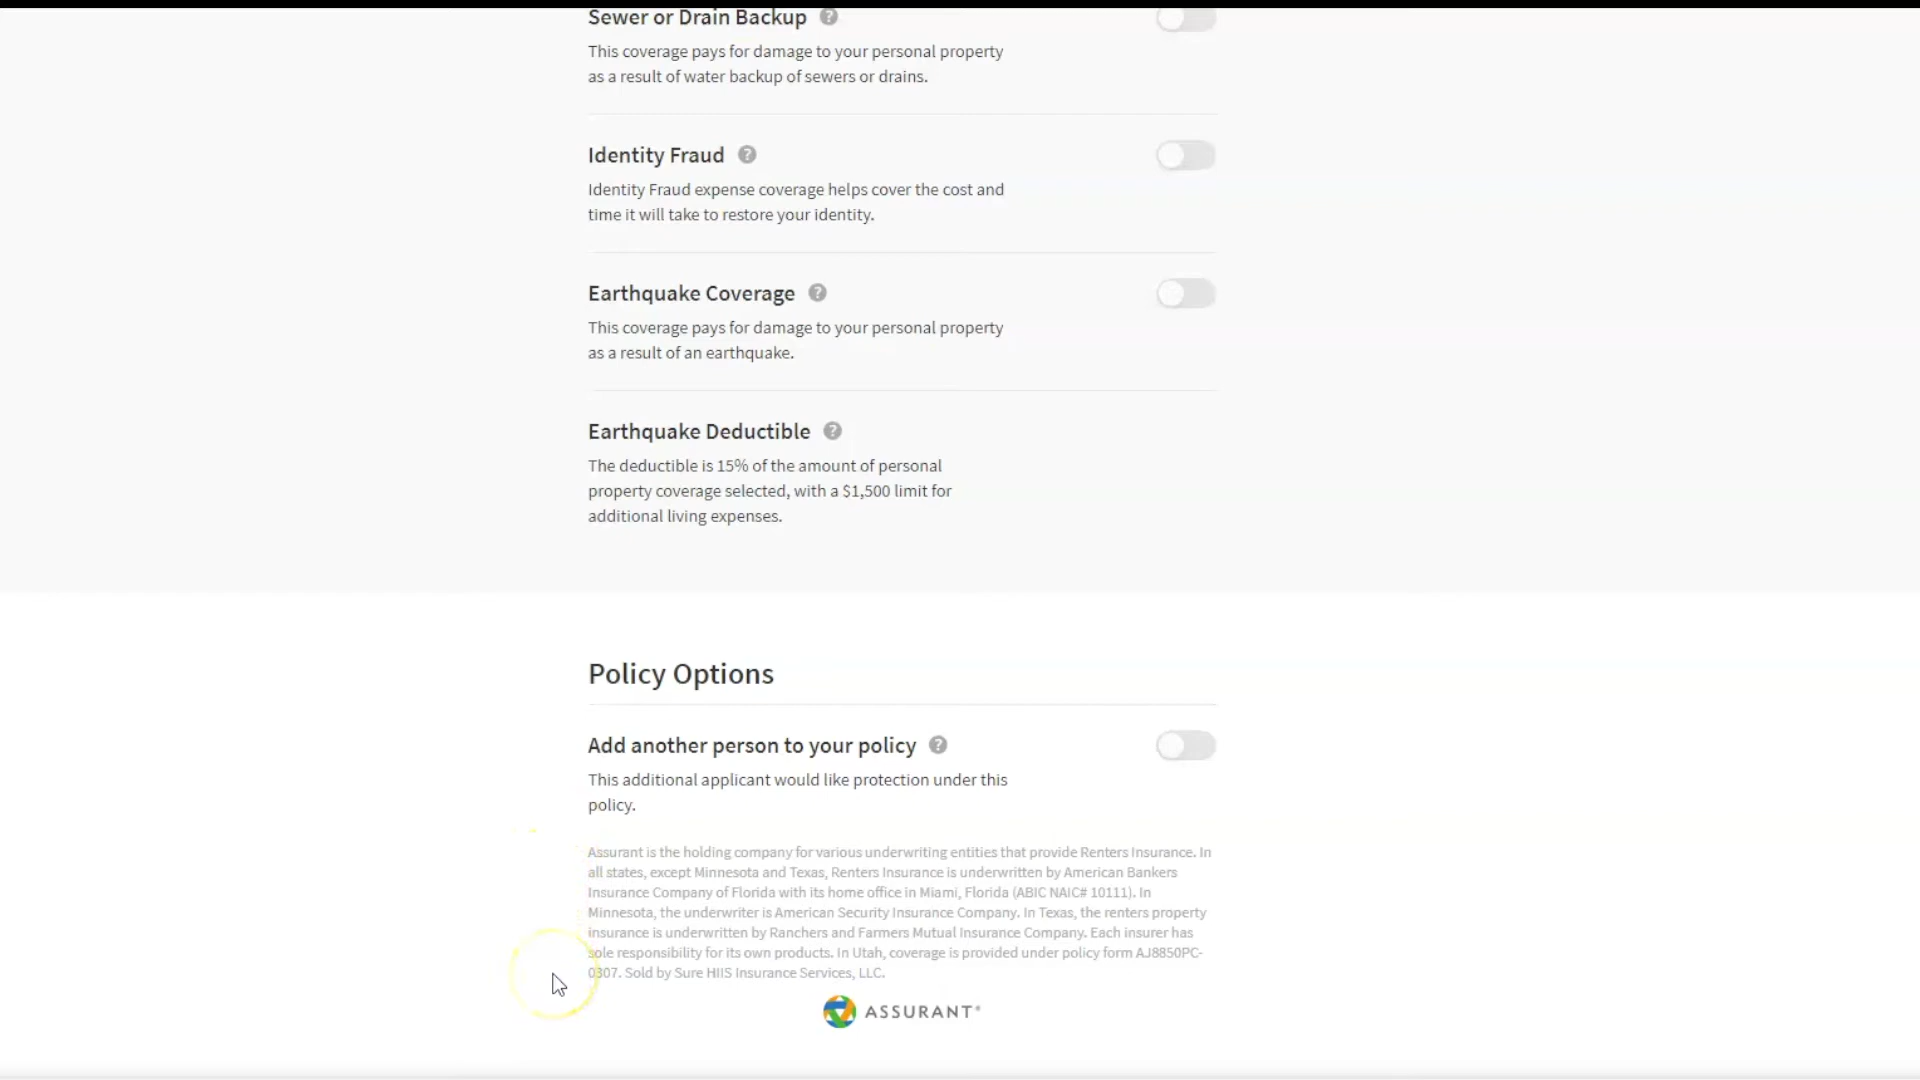 Sewer or Drain Backup ?
This coverage pays for damage to your personal property
as a result of water backup of sewers or drains.
Identity Fraud ?
Identity Fraud expense coverage helps cover the cost and
time it will take to restore your identity.
Earthquake Coverage ?
This coverage pays for damage to your personal property
as a result of an earthquake.
Earthquake Deductible ?
The deductible is 15% of the amount of personal
property coverage selected, with a $1,500 limit for
additional living expenses.
Policy Options
Add another person to your policy ?
This additional applicant would like protection under this
policy.
Assurant is the holding company for various underwriting entities that provide Renters Insurance. In
all states, except Minnesota and Texas, Renters Insurance is underwritten by American Bankers
Insurance Company of Florida with its home office in Miami, Florida (ABIC NAIC# 10111). In
Minnesota, the underwriter is American Security Insurance Company. In Texas, the renters property
insurance is underwritten by Ranchers and Farmers Mutual Insurance Company. Each insurer has
sole responsibility for its own products. In Utah, coverage is provided under policy form AJ8850PC-
0307. Sold by Sure HIIS Insurance Services, LLC.
ASSURANT®